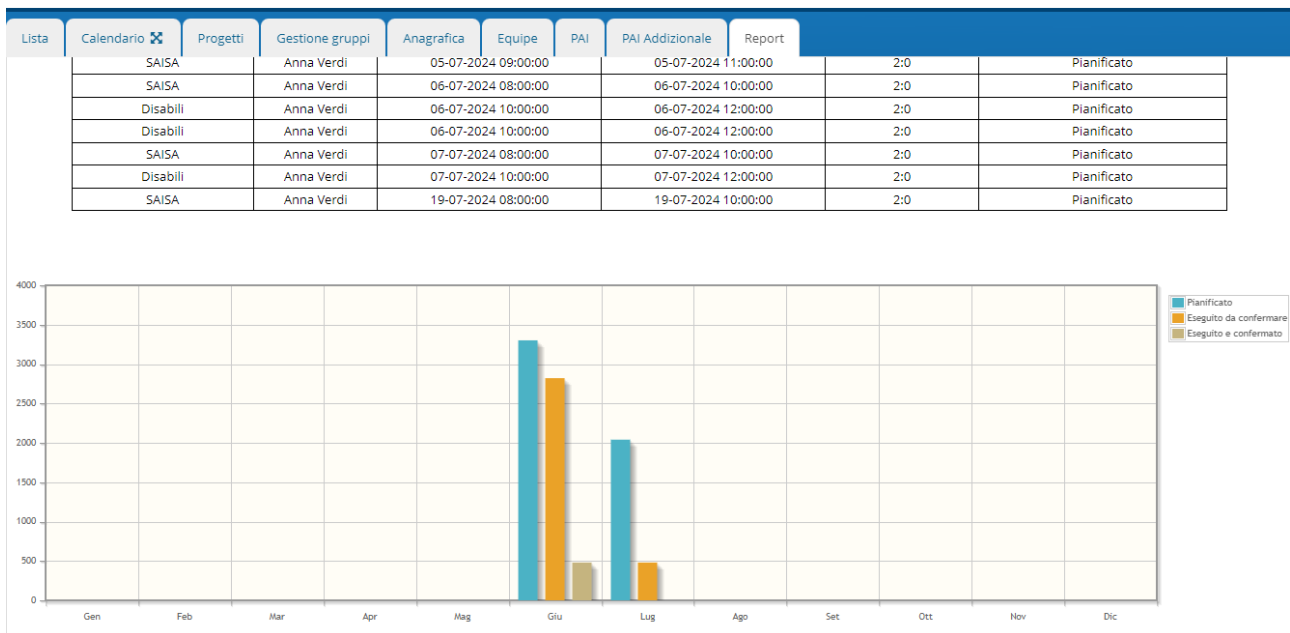 Lista Calendario Progetti Gestione gruppi Anagrafica Equipe PAI PAI Addizionale Report
SAISA Anna Verdi 05-07-2024 09:00:00 05-07-2024 11:00:00 2:0 Pianificato
SAISA Anna Verdi 06-07-2024 08:00:00 06-07-2024 10:00:00 2:0 Pianificato
Disabili Anna Verdi 06-07-2024 10:00:00 06-07-2024 12:00:00 2:0 Pianificato
Disabili Anna Verdi 06-07-2024 10:00:00 06-07-2024 12:00:00 2:0 Pianificato
SAISA Anna Verdi 07-07-2024 08:00:00 07-07-2024 10:00:00 2:0 Pianificato
Disabili Anna Verdi 07-07-2024 10:00:00 07-07-2024 12:00:00 2:0 Pianificato
SAISA Anna Verdi 19-07-2024 08:00:00 19-07-2024 10:00:00 2:0 Pianificato
4000
3500
3000
2500
2000
1500
1000
500
0
Gen Feb Mar Apr Mag Giu Lug Ago Set Ott Nov Dic
Pianificato
Eseguito da confermare
Eseguito e confermato